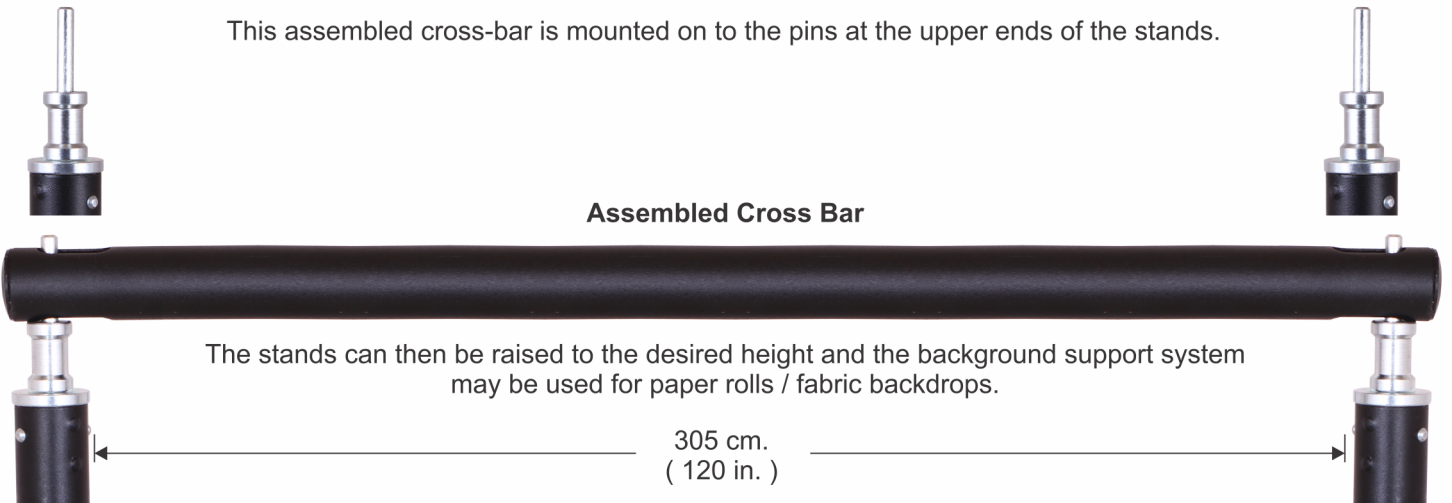 This assembled cross-bar is mounted on to the pins at the upper ends of the stands.
Assembled Cross Bar
The stands can then be raised to the desired height and the background support system
may be used for paper rolls / fabric backdrops.
305 cm.
( 120 in. )